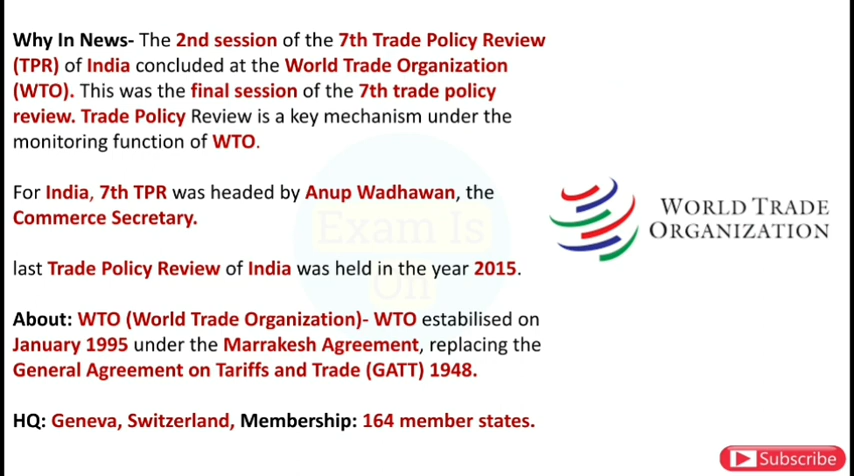 Why In News- The 2nd session of the 7th Trade Policy Review
(TPR) of India concluded at the World Trade Organization
(WTO). This was the final session of the 7th trade policy
review. Trade Policy Review is a key mechanism under the
monitoring function of WTO.
For India, 7th TPR was headed by Anup Wadhawan, the
Commerce Secretary.
WORLD TRADE
ORGANIZATION
Exam Is
On
last Trade Policy Review of India was held in the year 2015.
About: WTO (World Trade Organization)- WTO estabilised on
January 1995 under the Marrakesh Agreement, replacing the
General Agreement on Tariffs and Trade (GATT) 1948.
HQ: Geneva, Switzerland, Membership: 164 member states.
Subscribe